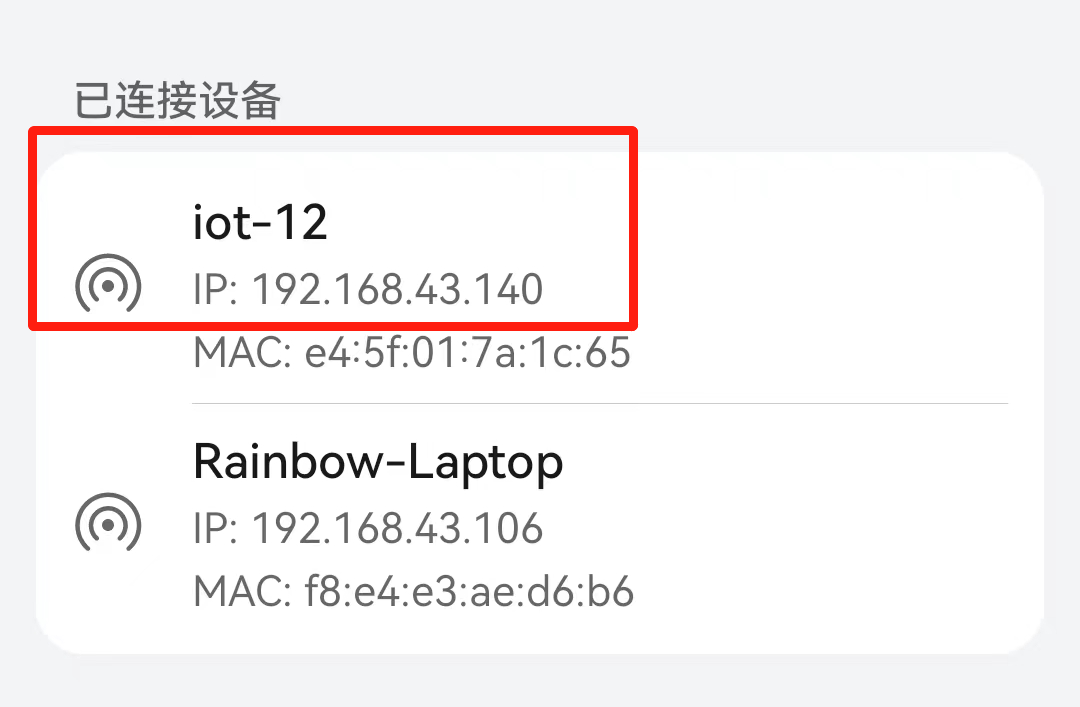 已连接设备
iot-12
IP: 192.168.43.140
MAC: e4:5f:01:7a:1c:65
Rainbow-Laptop
IP: 192.168.43.106
MAC: f8:e4:e3:ae:d6:b6